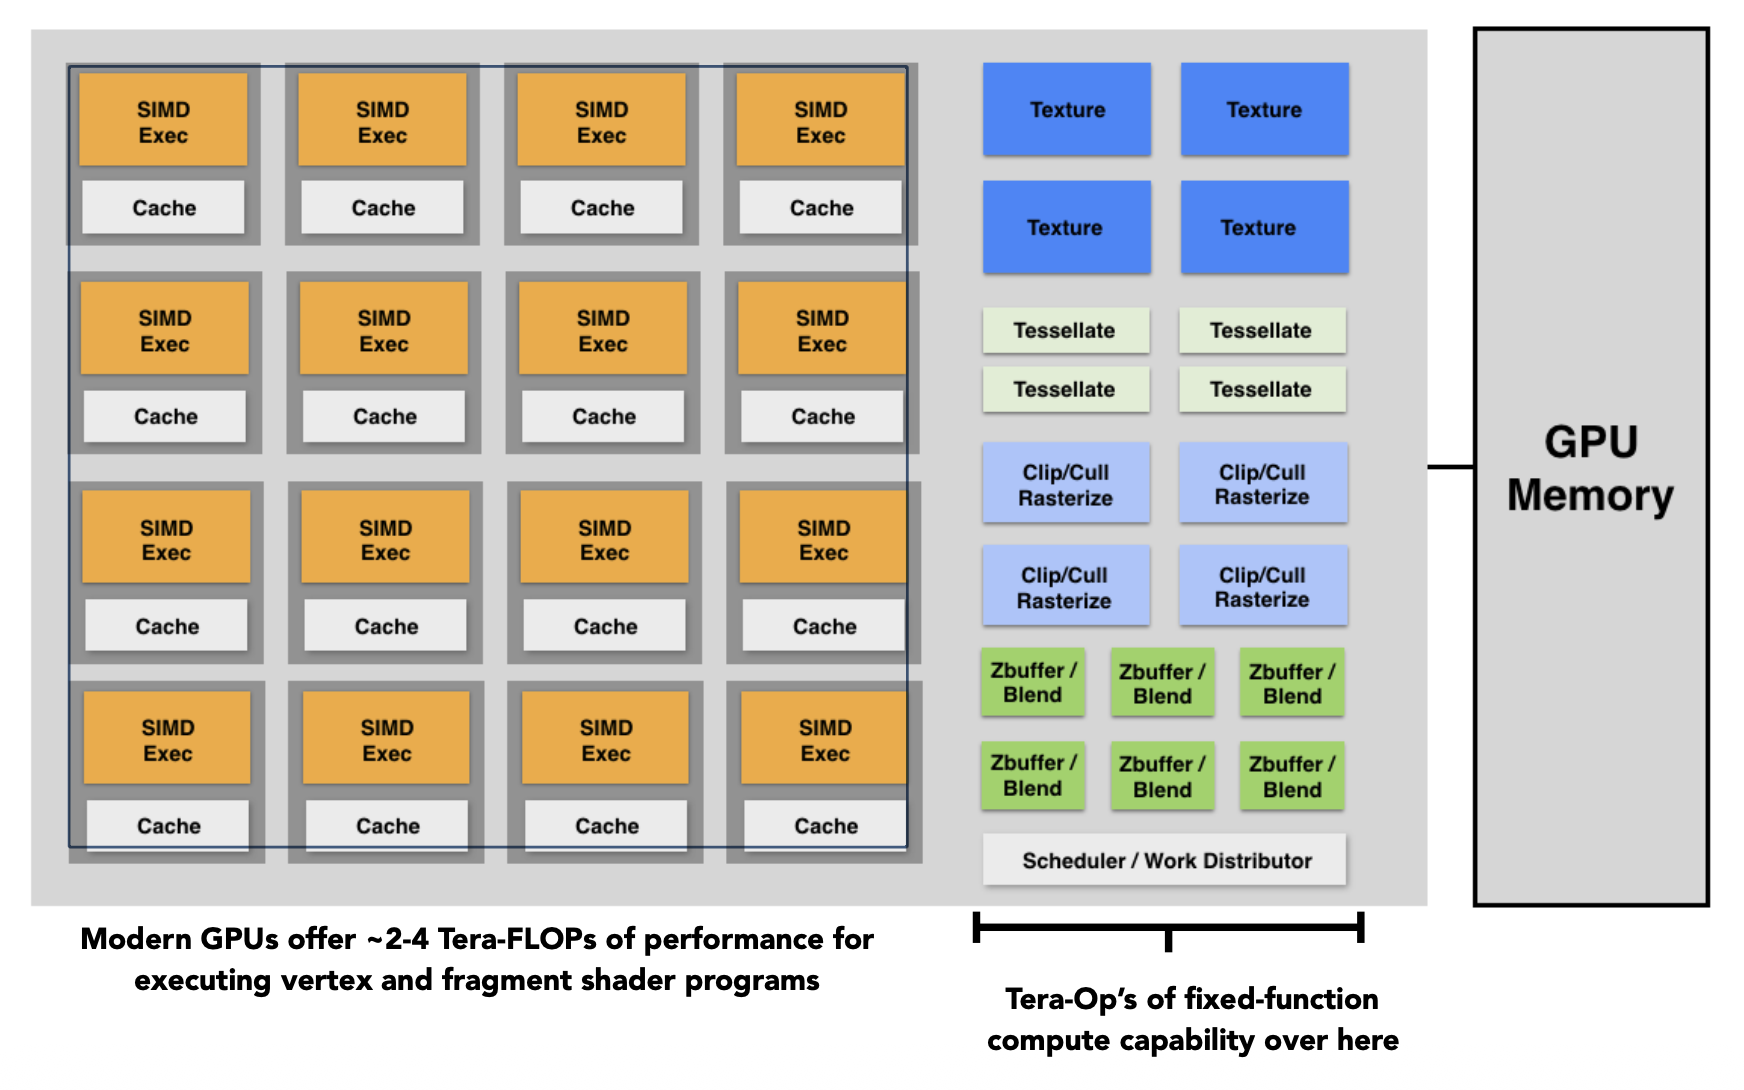 SIMD
Exec
SIMD
Exec
SIMD
Exec
SIMD
Exec
Cache
Cache
Cache
Cache
SIMD
Exec
SIMD
Exec
SIMD
Exec
SIMD
Exec
Cache
Cache
Cache
Cache
SIMD
Exec
SIMD
Exec
SIMD
Exec
SIMD
Exec
Cache
Cache
Cache
Cache
SIMD
Exec
SIMD
Exec
SIMD
Exec
SIMD
Exec
Cache
Cache
Cache
Cache
Modern GPUs offer ~2-4 Tera-FLOPs of performance for
executing vertex and fragment shader programs
Texture
Texture
Texture
Texture
Tessellate
Tessellate
Tessellate
Tessellate
Clip/Cull
Rasterize
Clip/Cull
Rasterize
Clip/Cull
Rasterize
Clip/Cull
Rasterize
Zbuffer /
Blend
Zbuffer /
Blend
Zbuffer /
Blend
Zbuffer /
Blend
Zbuffer /
Blend
Zbuffer /
Blend
Scheduler / Work Distributor
Tera-Op's of fixed-function
compute capability over here
GPU
Memory